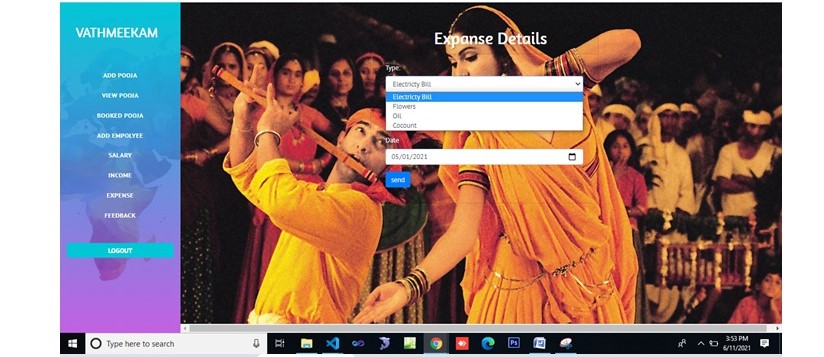 VATHMEEKAM
ADD POOJA
VIEW POOJA
BOOKED POOJA
ADD EMPOLYEE
SALARY
INCOME
EXPENSE
FEEDBACK
LOGOUT
Expanse Details
Type:
Electricty Bill
Electricty Bill
Flowers
Oil
Cocount
Date
05/01/2021
send
Type here to search
3:53 PM
6/11/2021